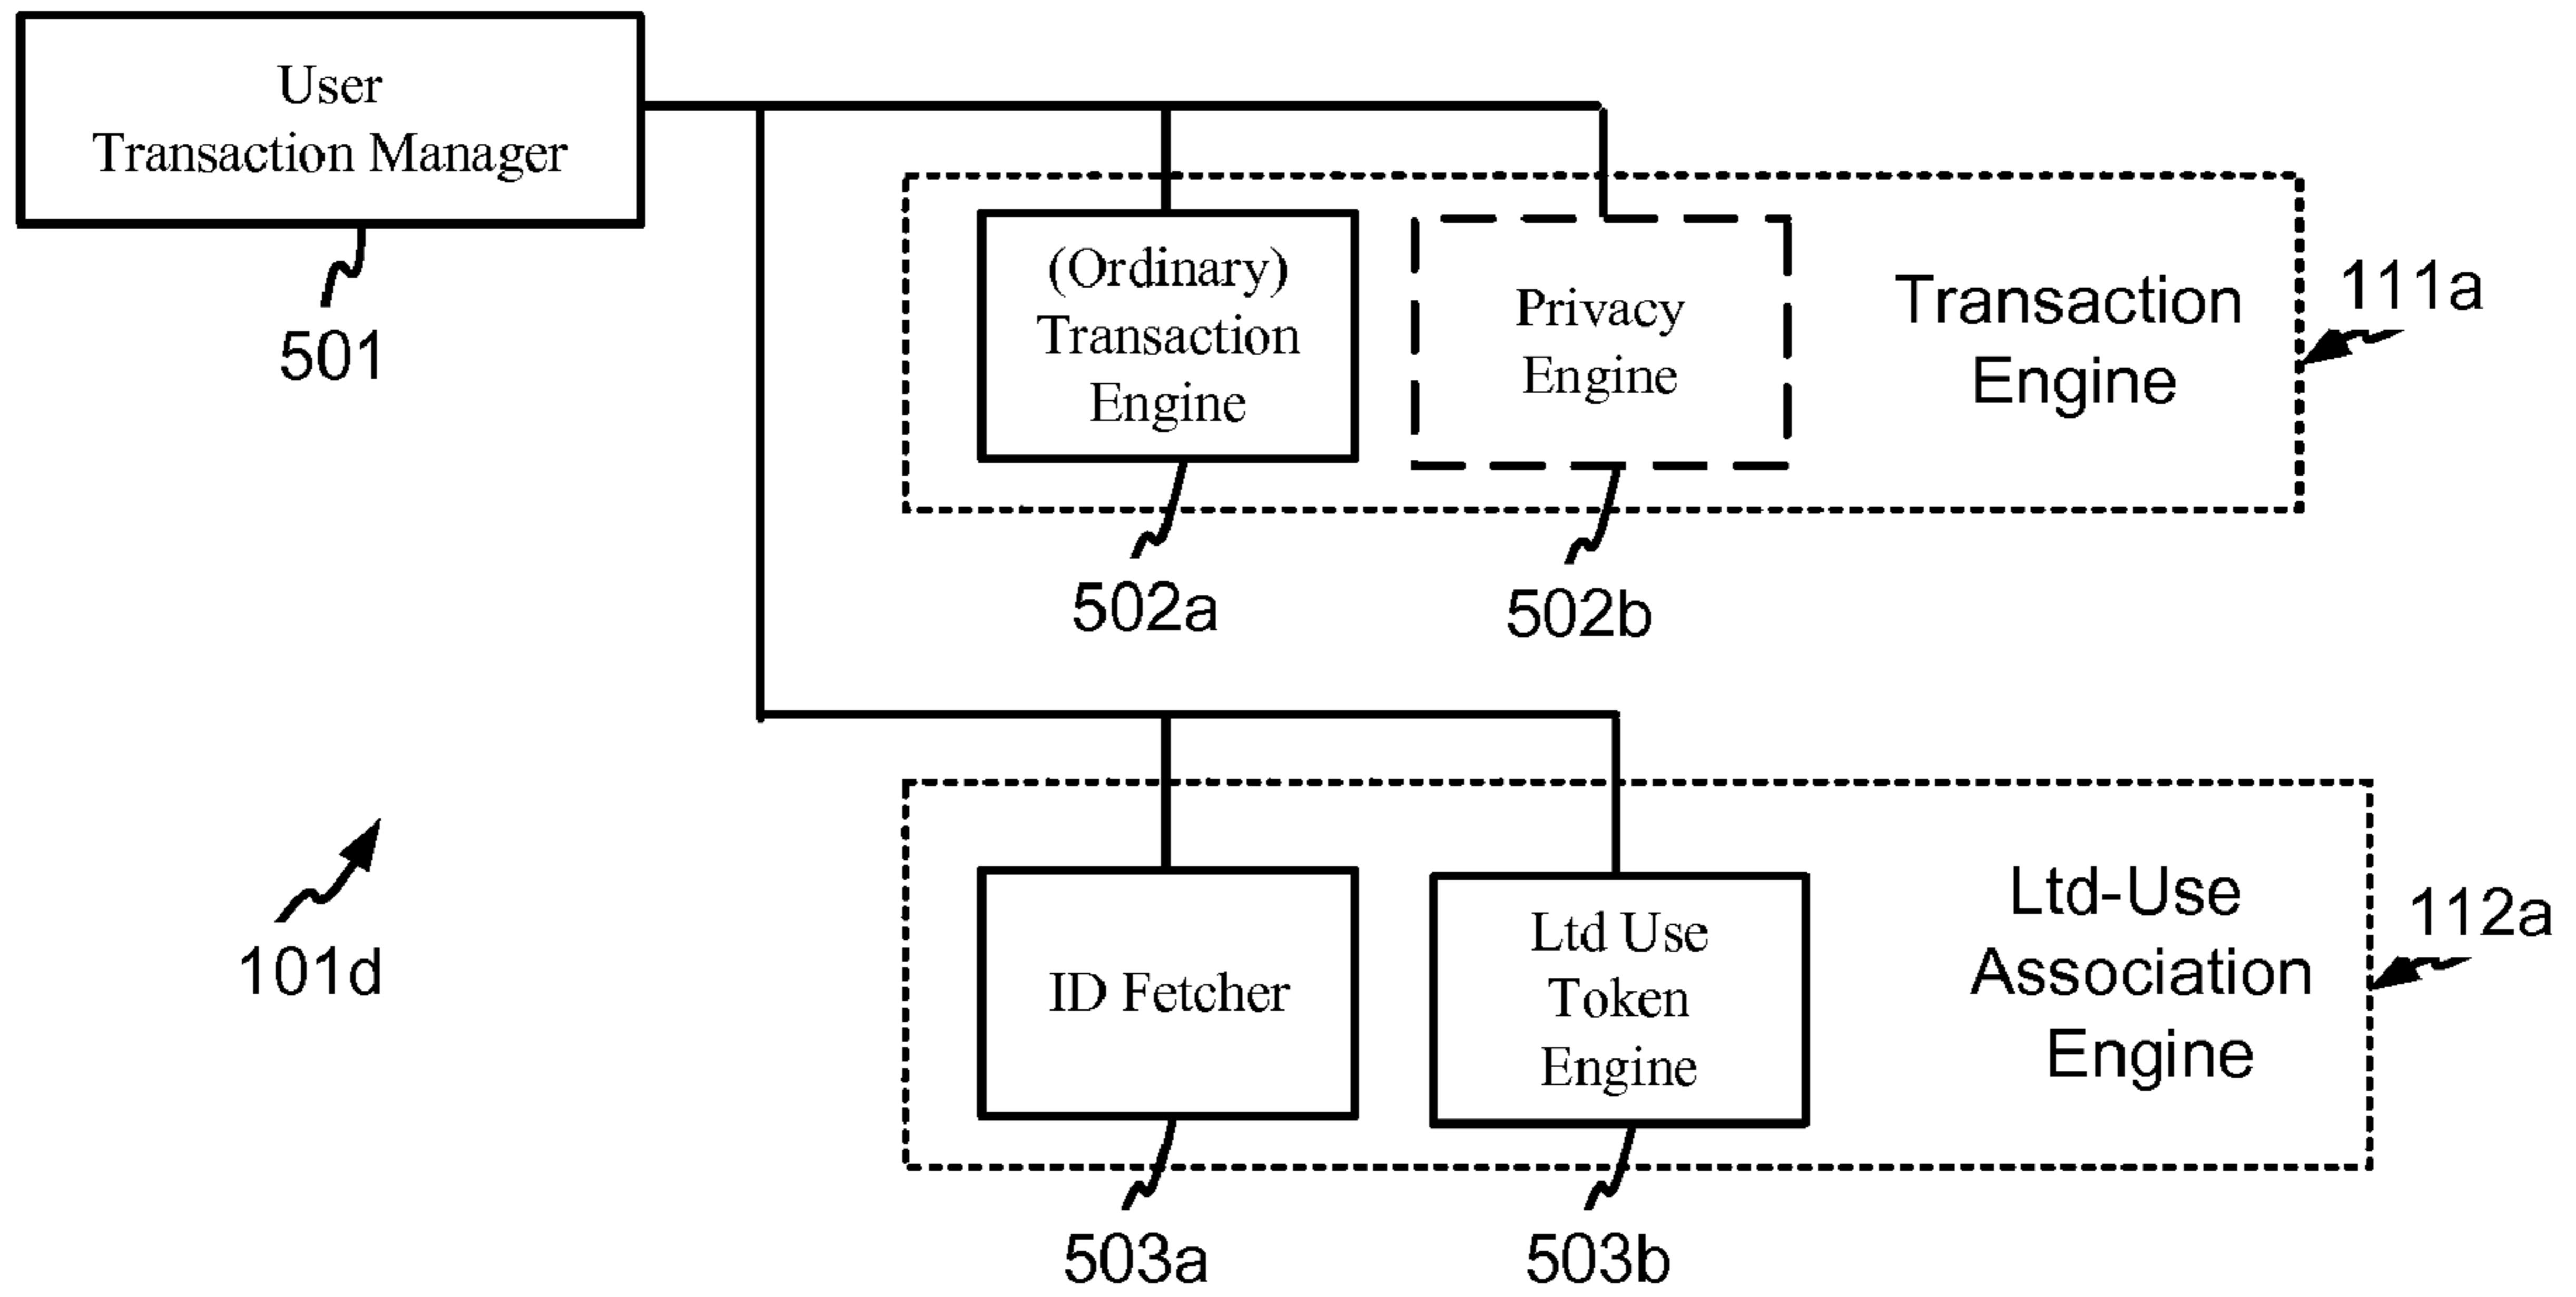 User
Transaction Manager
501
(Ordinary)
Transaction
Engine
502a
Privacy
Engine
502b
Transaction
Engine
111a
101d
ID Fetcher
503a
Ltd Use
Token
Engine
503b
Ltd-Use
Association
Engine
112a